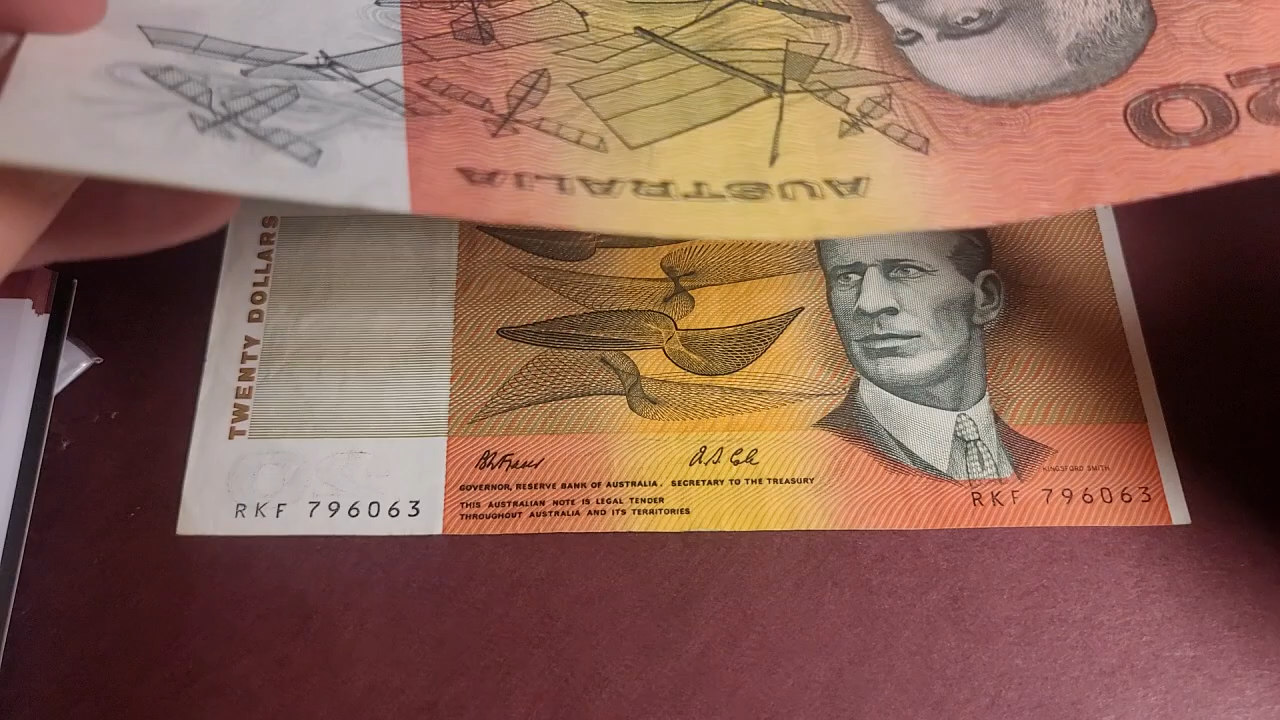 20
AUSTRALIA
TWENTY DOLLARS
GOVERNOR, RESERVE BANK OF AUSTRALIA. SECRETARY TO THE TREASURY
THIS AUSTRALIAN NOTE IS LEGAL TENDER
THROUGHOUT AUSTRALIA AND ITS TERRITORIES
KINGSFORD SMITH
RKF 796063
RKF 796063